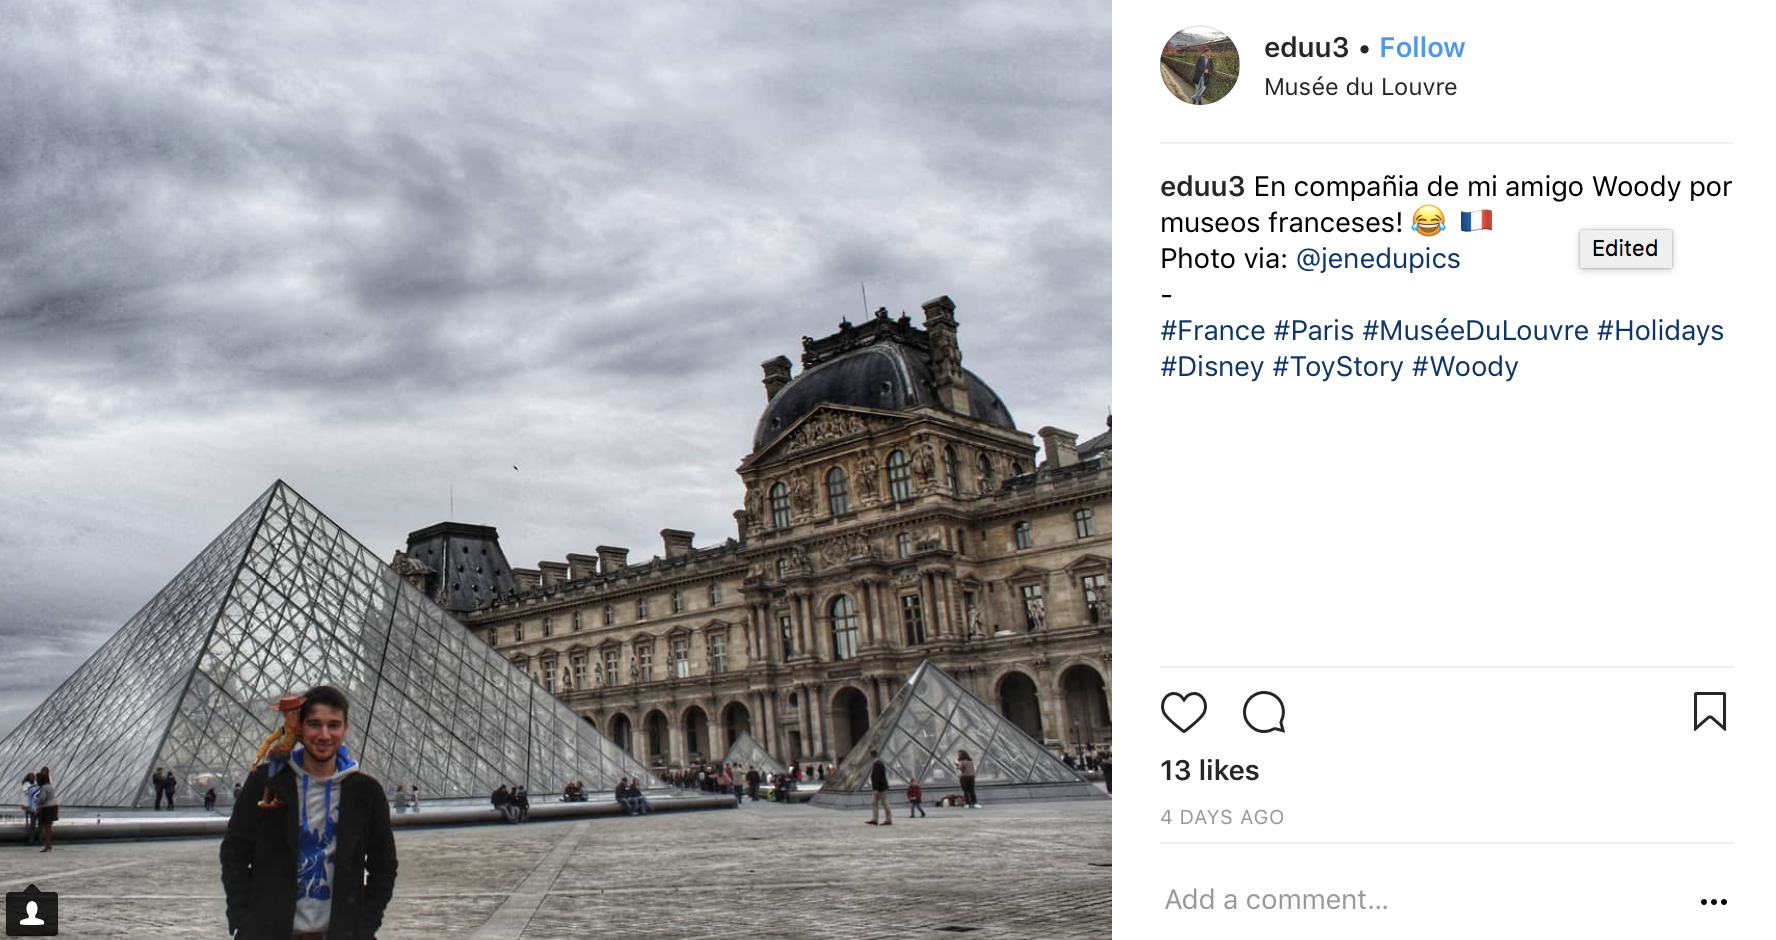 eduu3 • Follow
Musée du Louvre
eduu3 En compañia de mi amigo Woody por
museos franceses! 😂 🇫🇷
Edited
Photo via: @jenedupics
-
#France #Paris #MuséeDuLouvre #Holidays
#Disney #ToyStory #Woody
13 likes
4 DAYS AGO
Add a comment...